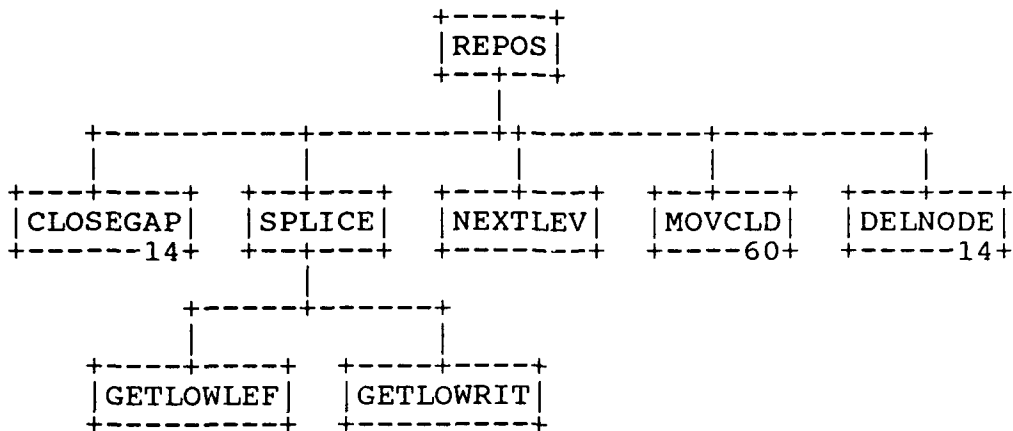 REPOS
CLOSEGAP SPLICE NEXTLEV MOVCLD DELNODE
14 60 14
GETLOWLEF GETLOWRIT